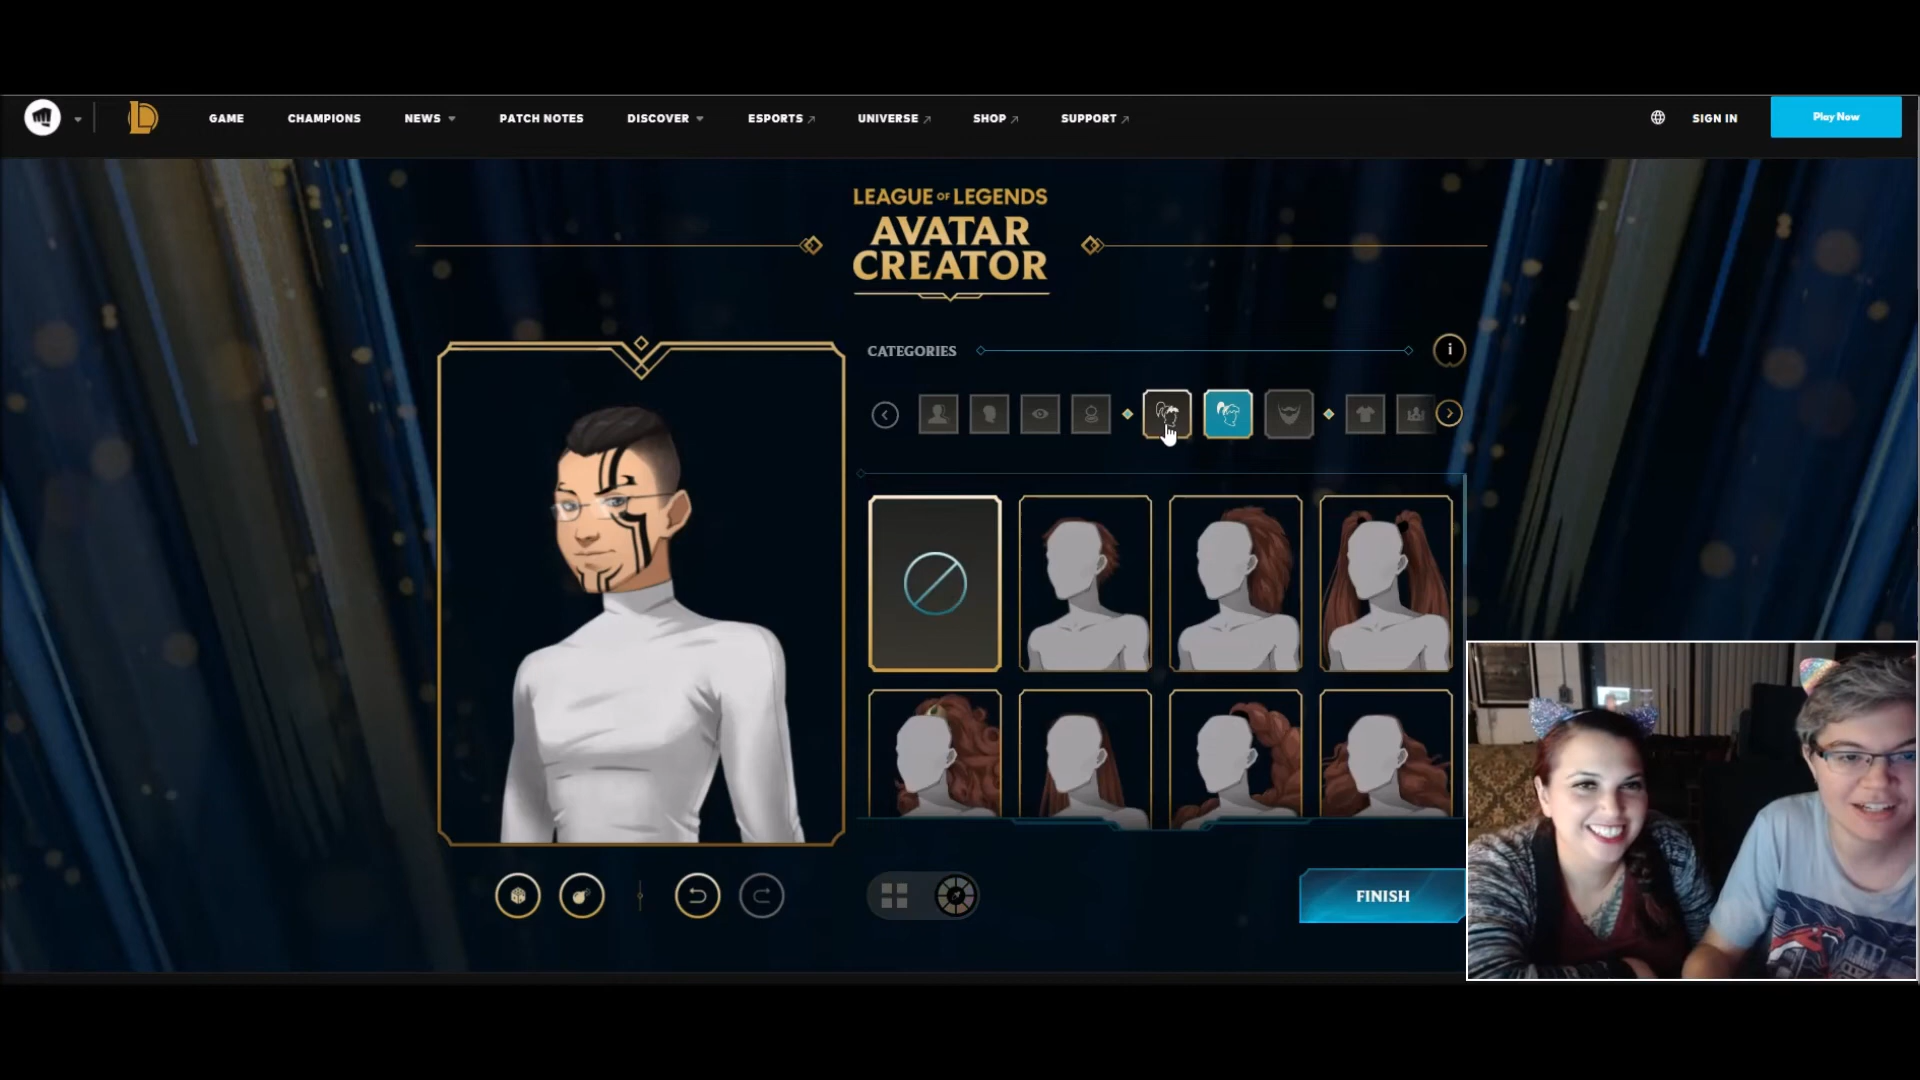 GAME
CHAMPIONS
NEWS
PATCH NOTES
DISCOVER
ESPORTS
UNIVERSE
SHOP
SUPPORT
SIGN IN
Play Now
LEAGUE OF LEGENDS
AVATAR
CREATOR
CATEGORIES
i
FINISH